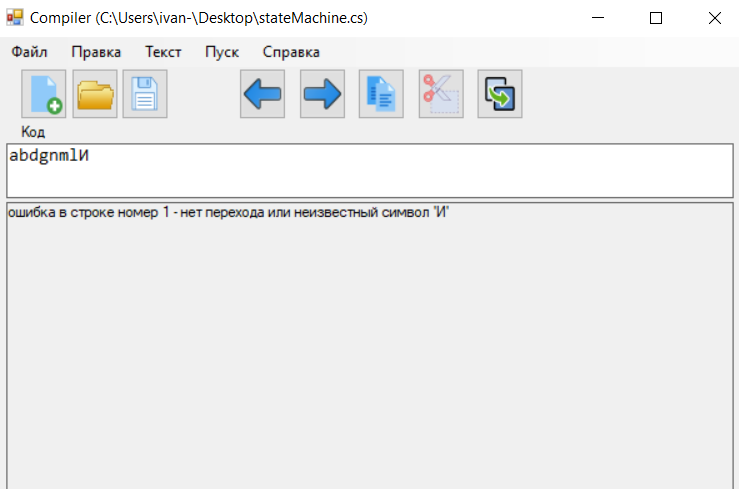 Compiler (C:\Users\ivan-\Desktop\stateMachine.cs)
Файл Правка Текст Пуск Справка
Код
abdgnmlИ
ошибка в строке номер 1 - нет перехода или неизвестный символ "И"